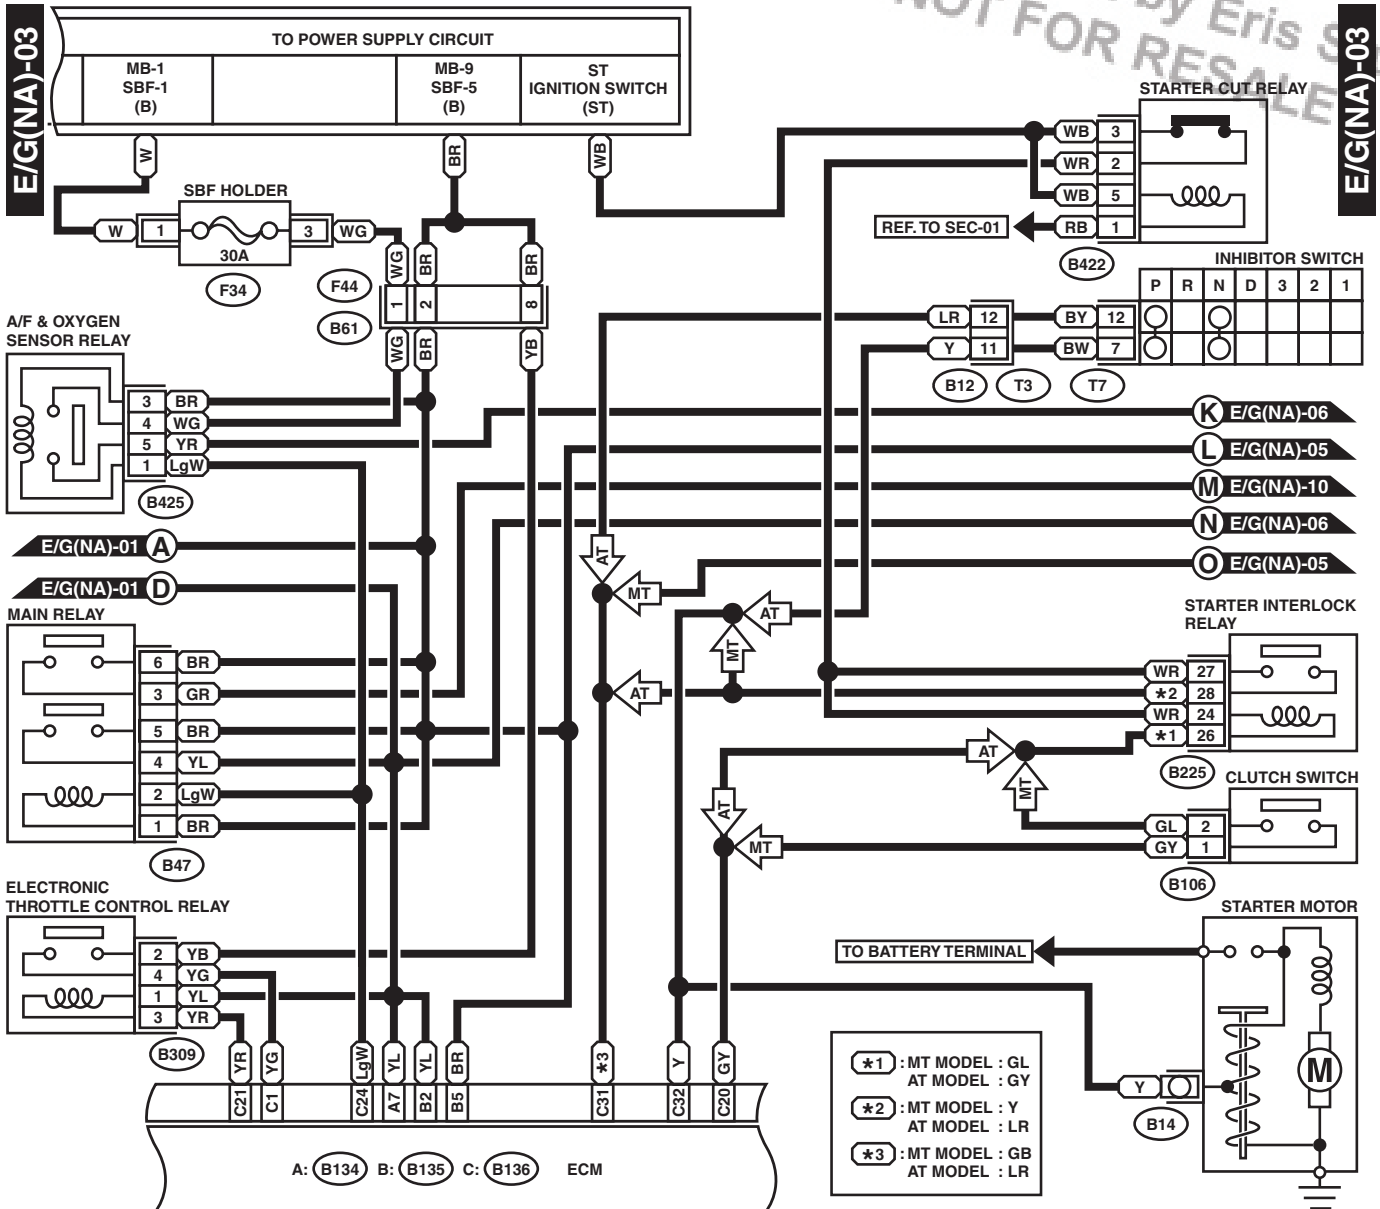 by Eris
NOT FOR RESALE
E/G(NA)-03
E/G(NA)-03
TO POWER SUPPLY CIRCUIT
MB-1
SBF-1
(B)
MB-9
SBF-5
(B)
ST
IGNITION SWITCH
(ST)
W
BR
WB
SBF HOLDER
W 1 3 WG
30A
F34
WG BR BR
F44
1 2 8
B61
WG BR YB
STARTER CUT RELAY
WB 3
WR 2
WB 5
RB 1
REF. TO SEC-01
B422
INHIBITOR SWITCH
P R N D 3 2 1
LR 12 BY 12
Y 11 BW 7
B12 T3 T7
A/F & OXYGEN
SENSOR RELAY
3 BR
4 WG
5 YR
1 LgW
B425
K E/G(NA)-06
L E/G(NA)-05
M E/G(NA)-10
N E/G(NA)-06
O E/G(NA)-05
E/G(NA)-01 A
E/G(NA)-01 D
AT
MT
AT
MT
AT
MAIN RELAY
6 BR
3 GR
5 BR
4 YL
2 LgW
1 BR
B47
STARTER INTERLOCK
RELAY
WR 27
*2 28
WR 24
*1 26
B225
AT
MT
AT
MT
CLUTCH SWITCH
GL 2
GY 1
B106
ELECTRONIC
THROTTLE CONTROL RELAY
2 YB
4 YG
1 YL
3 YR
B309
STARTER MOTOR
TO BATTERY TERMINAL
M
Y
B14
YR YG LgW YL YL BR *3 Y GY
C21 C1 C24 A7 B2 B5 C31 C32 C20
A: B134 B: B135 C: B136 ECM
*1 : MT MODEL : GL
AT MODEL : GY
*2 : MT MODEL : Y
AT MODEL : LR
*3 : MT MODEL : GB
AT MODEL : LR